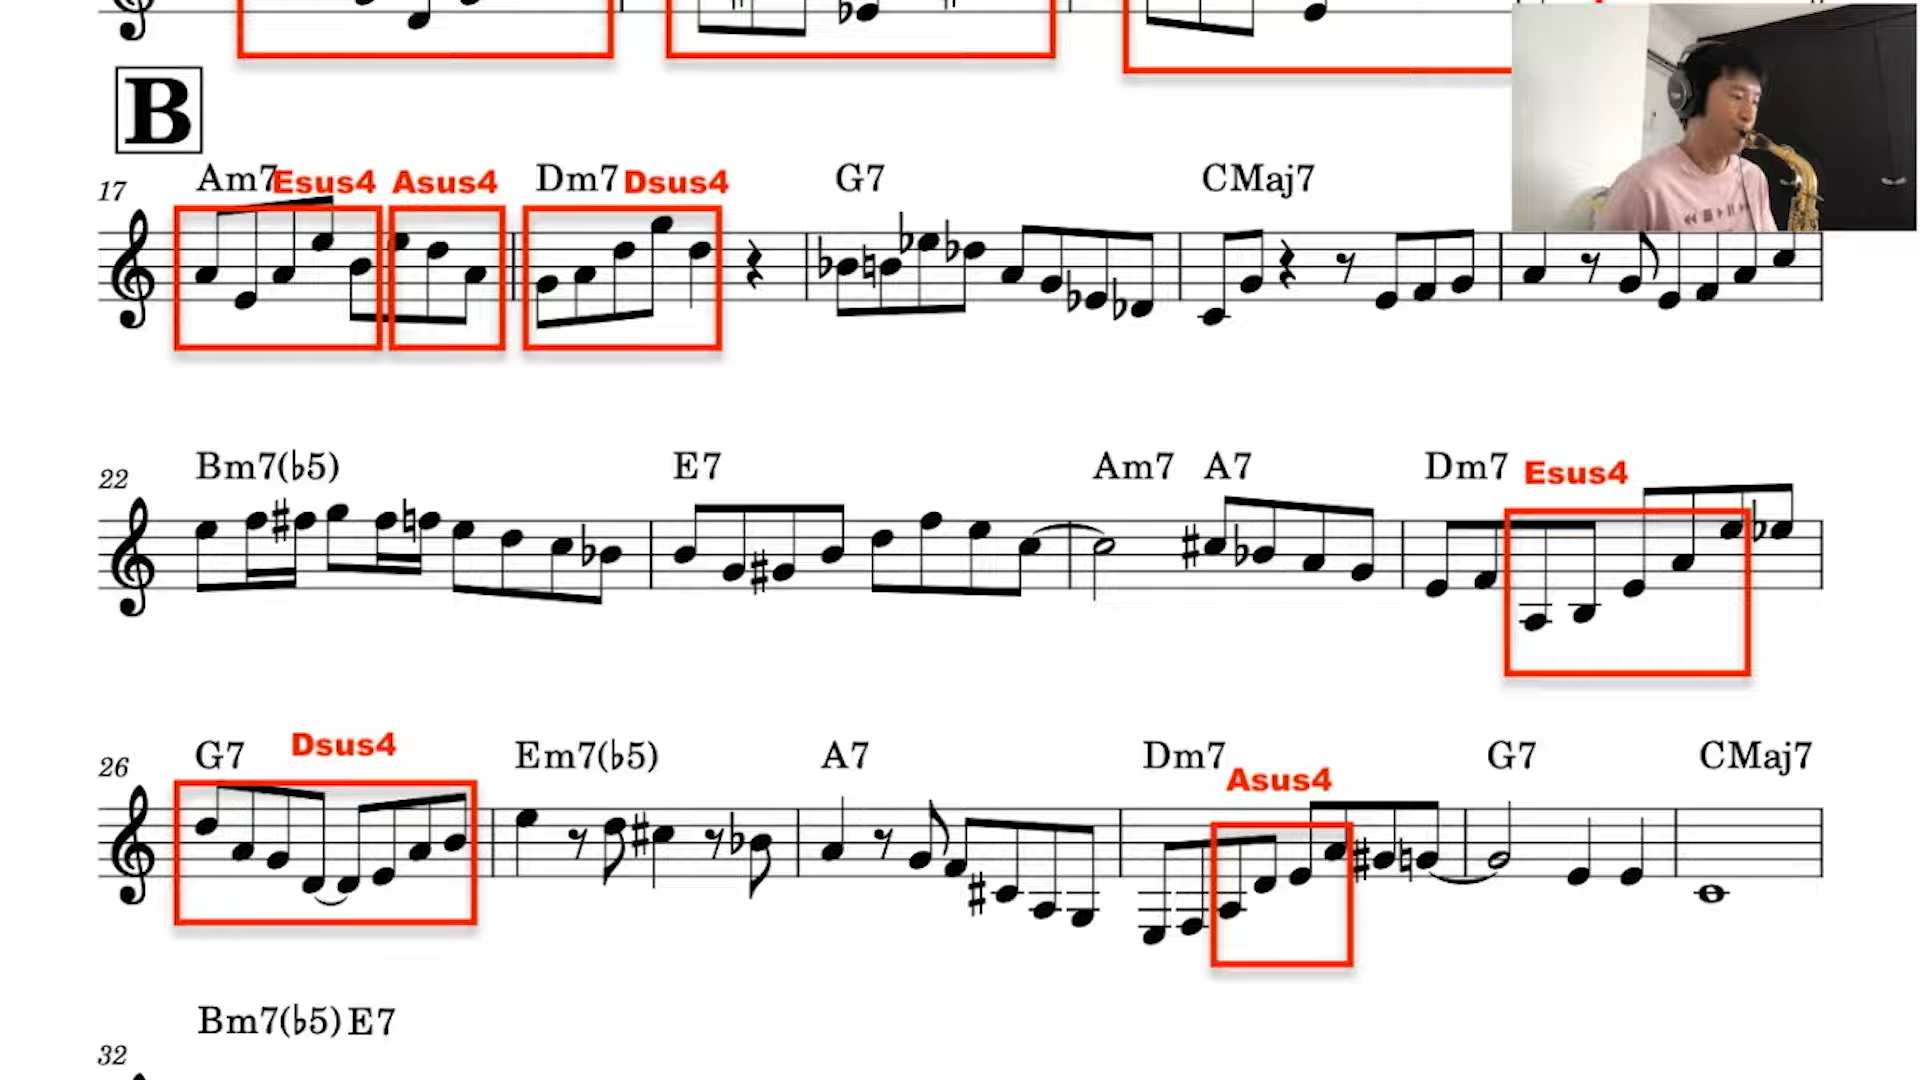 B
Am7 Esus4 Asus4 Dm7 Dsus4 G7 CMaj7
17
Bm7(♭5) E7 Am7 A7 Dm7 Esus4
22
G7 Dsus4 Em7(♭5) A7 Dm7 Asus4 G7 CMaj7
26
Bm7(♭5) E7
32